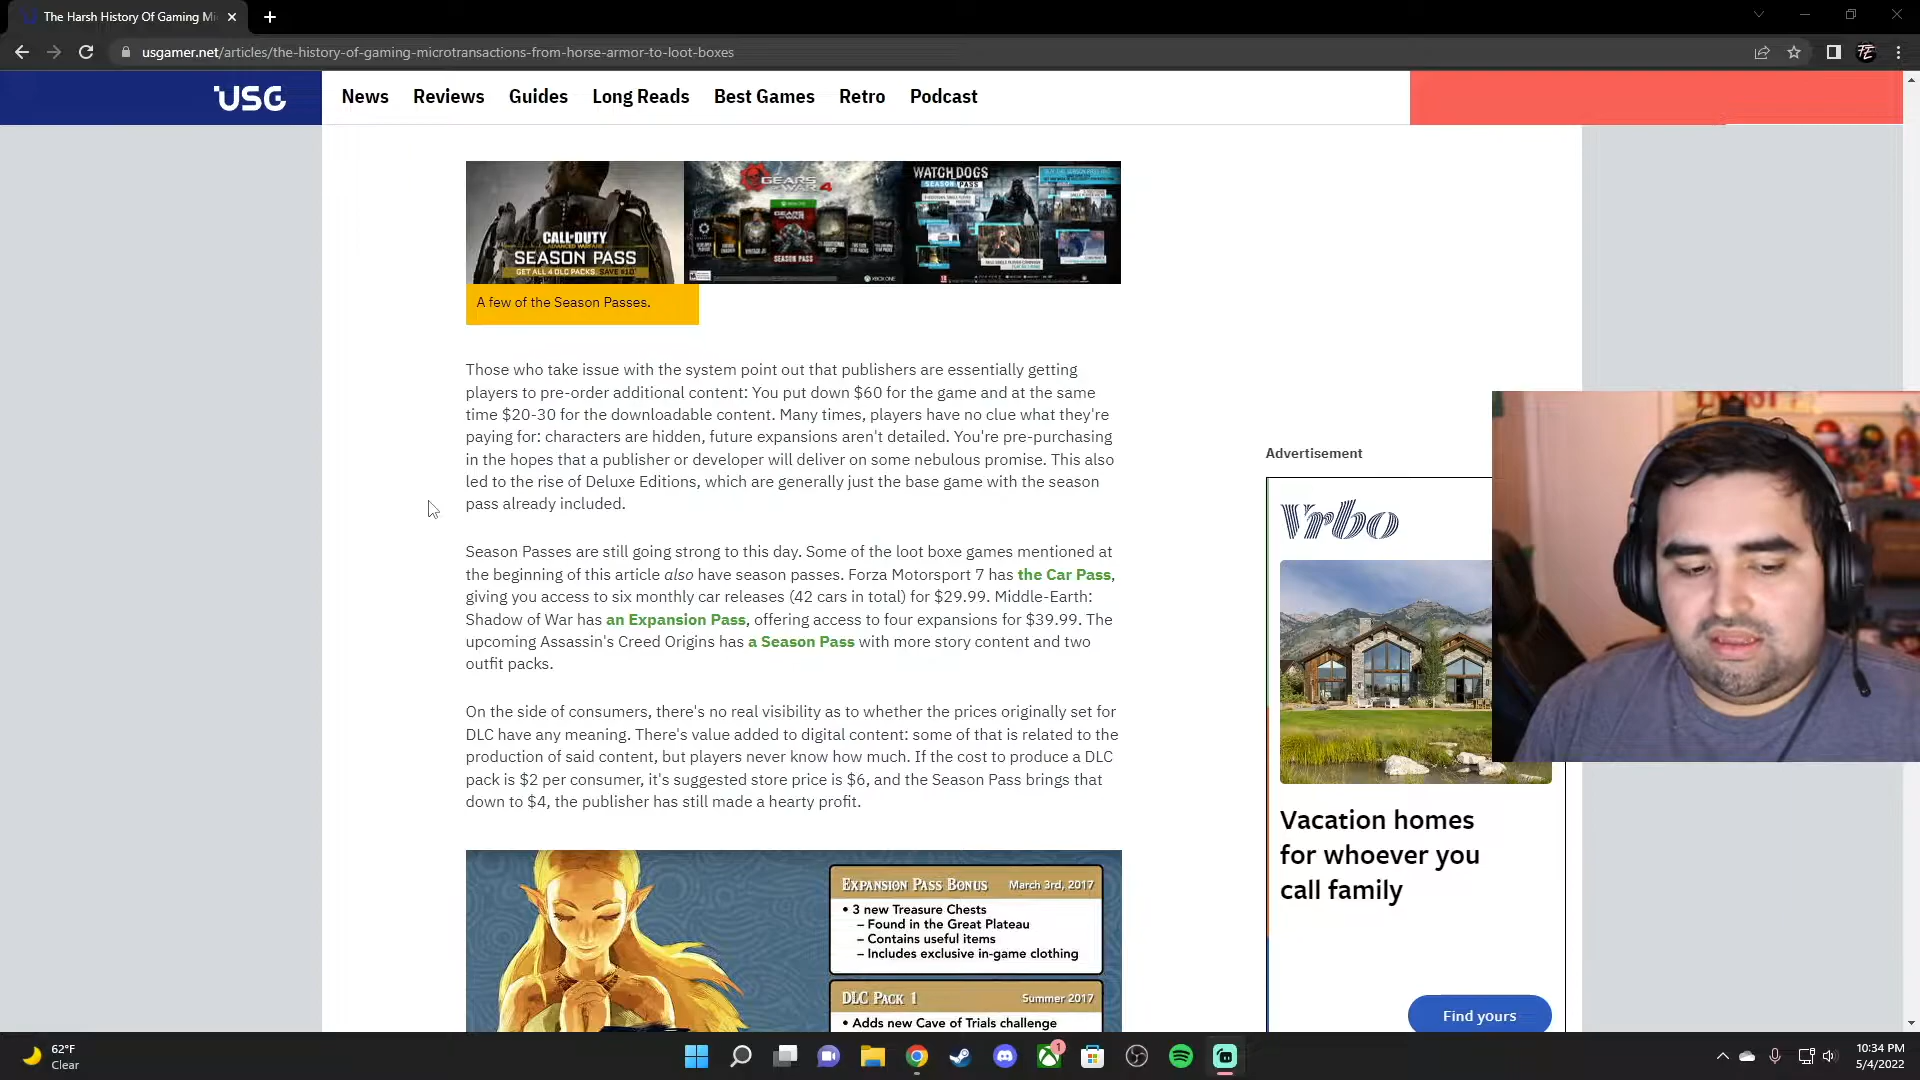 The Harsh History Of Gaming Mi
usgamer.net/articles/the-history-of-gaming-microtransactions-from-horse-armor-to-loot-boxes
USG
News Reviews Guides Long Reads Best Games Retro Podcast
CALL·DUTY
ADVANCED WARFARE
SEASON PASS
GET ALL 4 DLC PACKS SAVE $10
GEARS
OF WAR 4
SEASON PASS
WATCH_DOGS
SEASON PASS
A few of the Season Passes.
Those who take issue with the system point out that publishers are essentially getting
players to pre-order additional content: You put down $60 for the game and at the same
time $20-30 for the downloadable content. Many times, players have no clue what they're
paying for: characters are hidden, future expansions aren't detailed. You're pre-purchasing
in the hopes that a publisher or developer will deliver on some nebulous promise. This also
led to the rise of Deluxe Editions, which are generally just the base game with the season
pass already included.
Season Passes are still going strong to this day. Some of the loot boxe games mentioned at
the beginning of this article also have season passes. Forza Motorsport 7 has the Car Pass,
giving you access to six monthly car releases (42 cars in total) for $29.99. Middle-Earth:
Shadow of War has an Expansion Pass, offering access to four expansions for $39.99. The
upcoming Assassin's Creed Origins has a Season Pass with more story content and two
outfit packs.
On the side of consumers, there's no real visibility as to whether the prices originally set for
DLC have any meaning. There's value added to digital content: some of that is related to the
production of said content, but players never know how much. If the cost to produce a DLC
pack is $2 per consumer, it's suggested store price is $6, and the Season Pass brings that
down to $4, the publisher has still made a hearty profit.
EXPANSION PASS BONUS March 3rd, 2017
• 3 new Treasure Chests
– Found in the Great Plateau
– Contains useful items
– Includes exclusive in-game clothing
DLC PACK 1 Summer 2017
• Adds new Cave of Trials challenge
Advertisement
Vrbo
Vacation homes
for whoever you
call family
Find yours
62°F
Clear
1
10:34 PM
5/4/2022